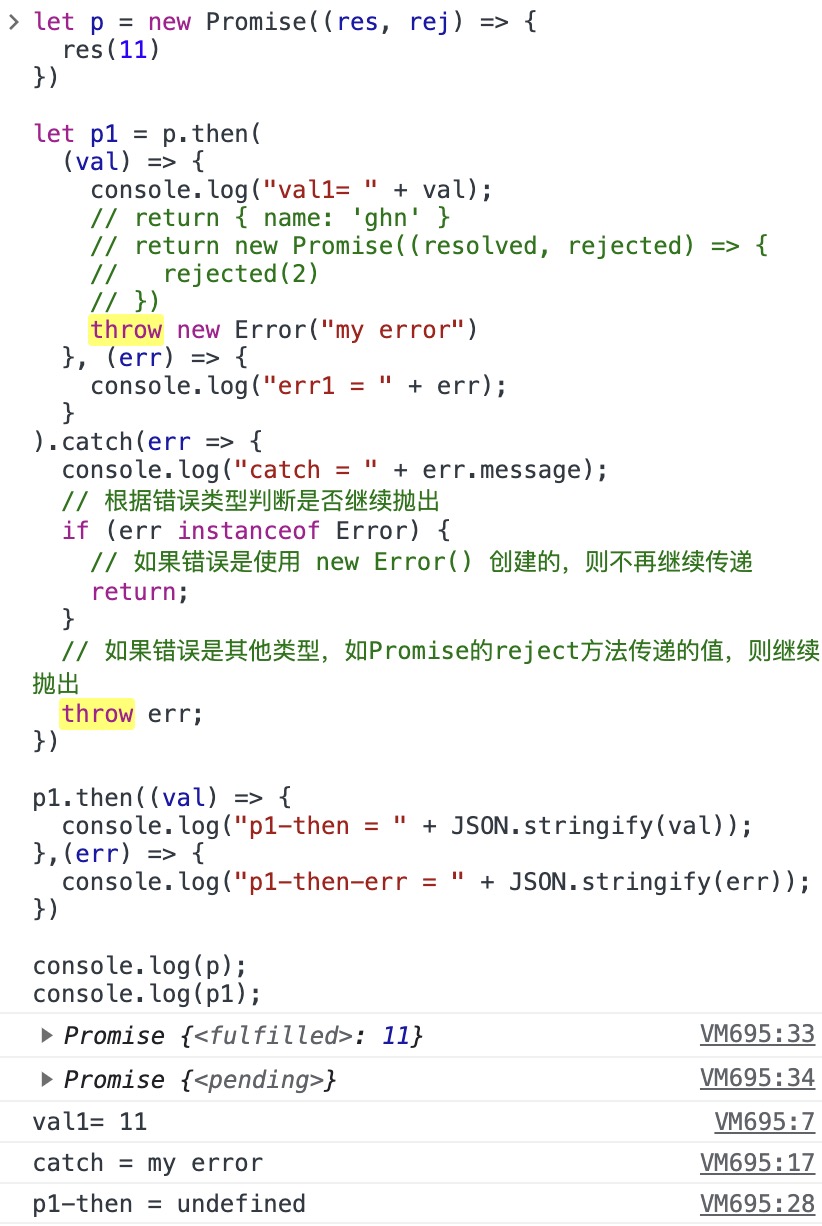 let p = new Promise((res, rej) => {
  res(11)
})

let p1 = p.then(
  (val) => {
    console.log("val1= " + val);
    // return { name: 'ghn' }
    // return new Promise((resolved, rejected) => {
    //   rejected(2)
    // })
    throw new Error("my error")
  }, (err) => {
    console.log("err1 = " + err);
  }
).catch(err => {
  console.log("catch = " + err.message);
  // 根据错误类型判断是否继续抛出
  if (err instanceof Error) {
    // 如果错误是使用 new Error() 创建的，则不再继续传递
    return;
  }
  // 如果错误是其他类型，如Promise的reject方法传递的值，则继续
抛出
  throw err;
})

p1.then((val) => {
  console.log("p1-then = " + JSON.stringify(val));
},(err) => {
  console.log("p1-then-err = " + JSON.stringify(err));
})

console.log(p);
console.log(p1);
Promise {<fulfilled>: 11} VM695:33
Promise {<pending>} VM695:34
val1= 11 VM695:7
catch = my error VM695:17
p1-then = undefined VM695:28